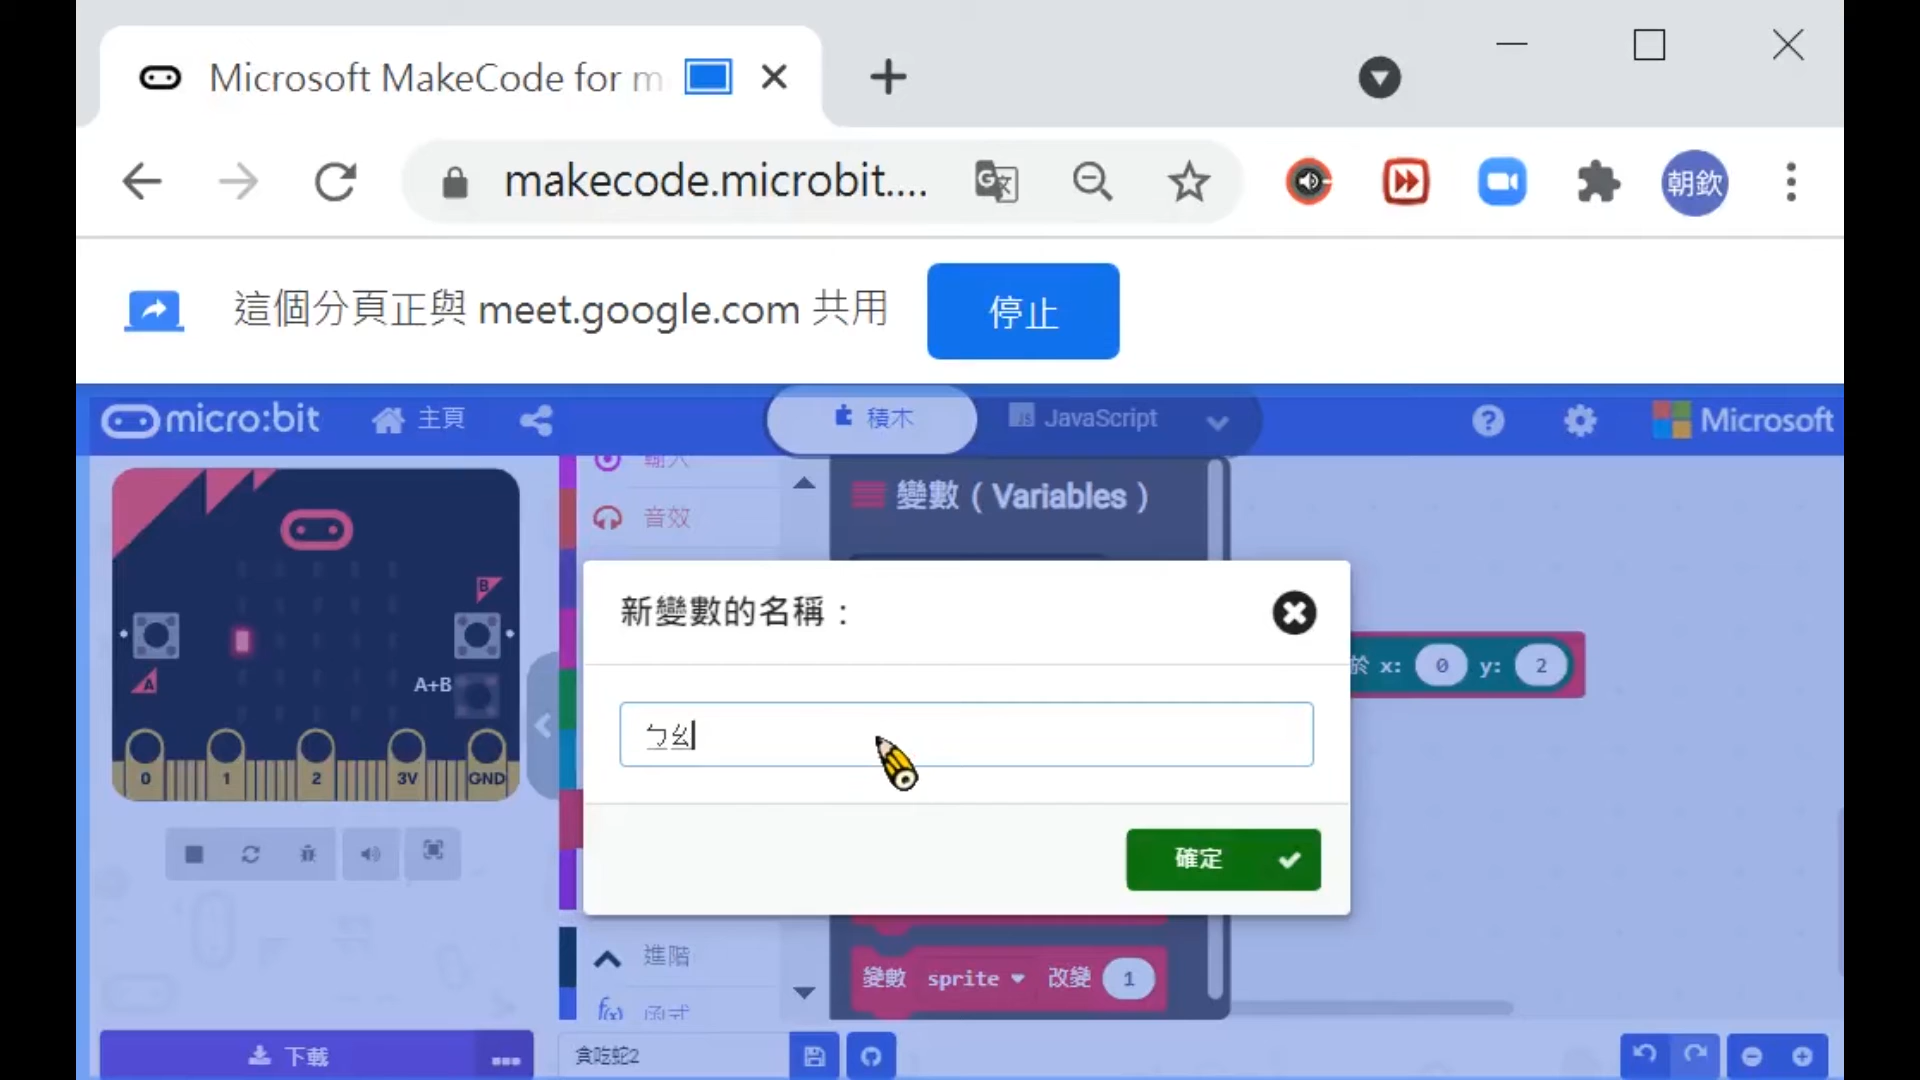 Microsoft MakeCode for m
makecode.microbit....
朝欽
這個分頁正與 meet.google.com 共用
停止
micro:bit
主頁
積木
JavaScript
Microsoft
輸入
音效
變數 ( Variables )
B
A
A+B
0 1 2 3V GND
新變數的名稱：
ㄅㄠ
確定
於 x: 0 y: 2
進階
函式
變數 sprite 改變 1
下載
貪吃蛇2